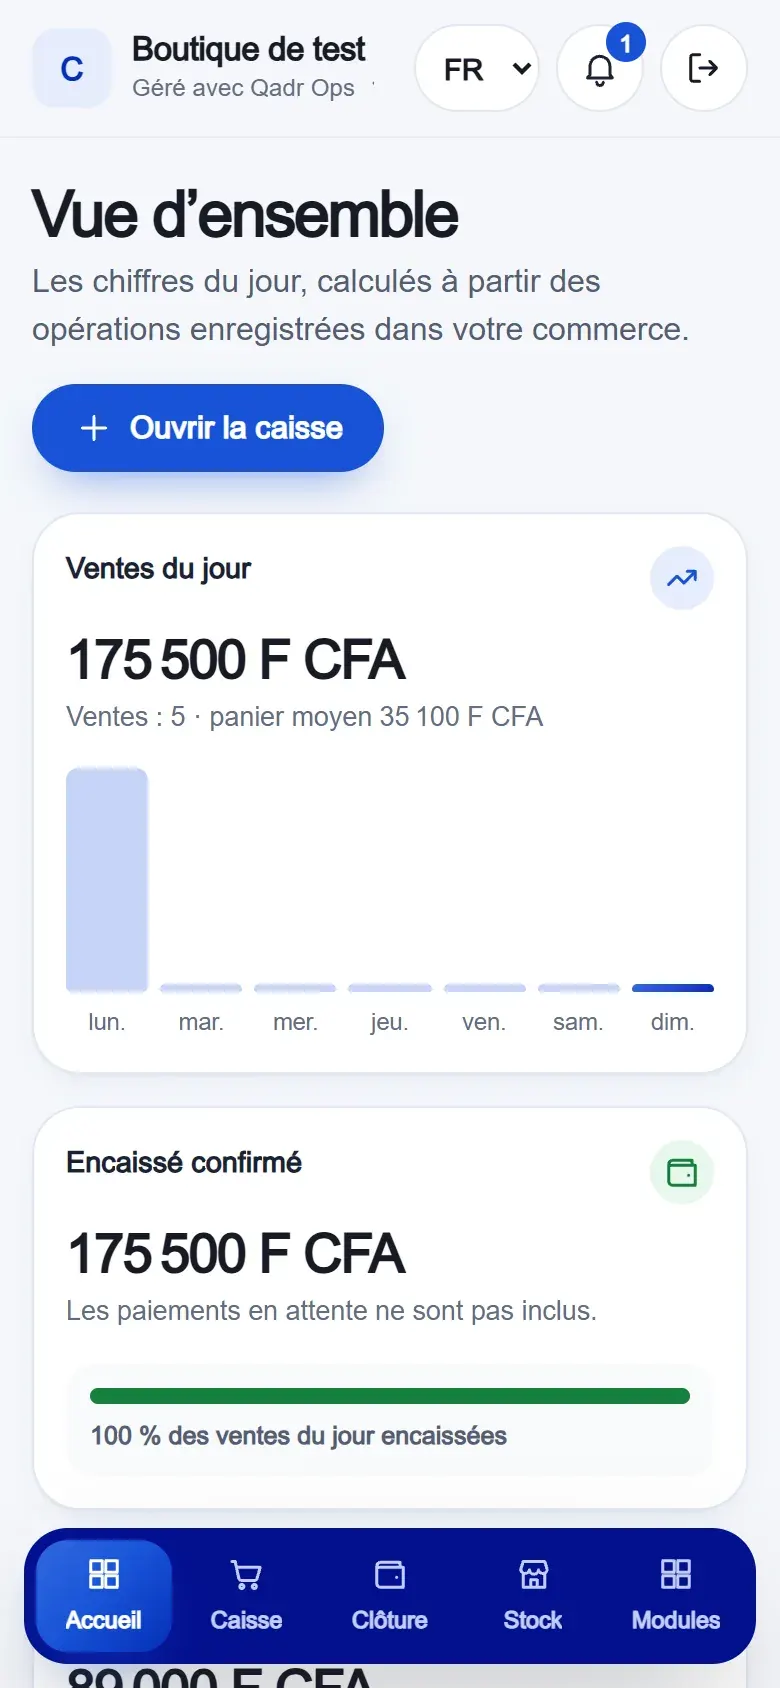 C
Boutique de test
Géré avec Qadr Ops
FR
1
Vue d’ensemble
Les chiffres du jour, calculés à partir des
opérations enregistrées dans votre commerce.
Ouvrir la caisse
Ventes du jour
175 500 F CFA
Ventes : 5 · panier moyen 35 100 F CFA
lun. mar. mer. jeu. ven. sam. dim.
Encaissé confirmé
175 500 F CFA
Les paiements en attente ne sont pas inclus.
100 % des ventes du jour encaissées
Accueil Caisse Clôture Stock Modules
89 000 F CFA